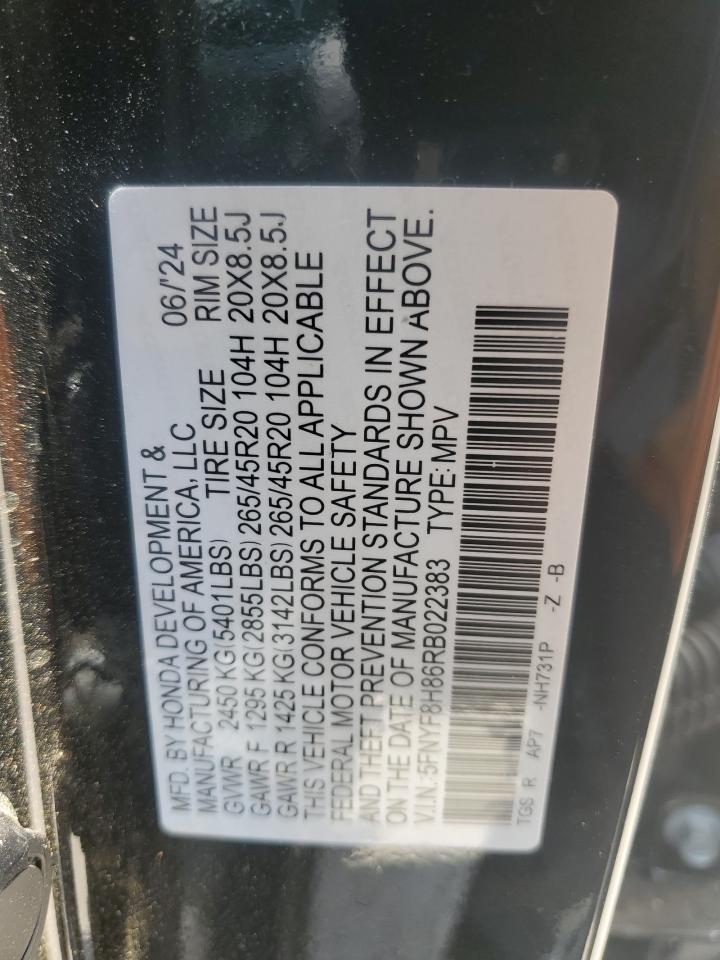 MFD. BY HONDA DEVELOPMENT &
MANUFACTURING OF AMERICA, LLC 06/'24
GVWR 2450 KG(5401LBS) TIRE SIZE RIM SIZE
GAWR F 1295 KG(2855LBS) 265/45R20 104H 20X8.5J
GAWR R 1425 KG(3142LBS) 265/45R20 104H 20X8.5J
THIS VEHICLE CONFORMS TO ALL APPLICABLE
FEDERAL MOTOR VEHICLE SAFETY
AND THEFT PREVENTION STANDARDS IN EFFECT
ON THE DATE OF MANUFACTURE SHOWN ABOVE.
V.I.N.:5FNYF8H86RB022383 TYPE: MPV
TGS R AP7 -NH731P -Z -B